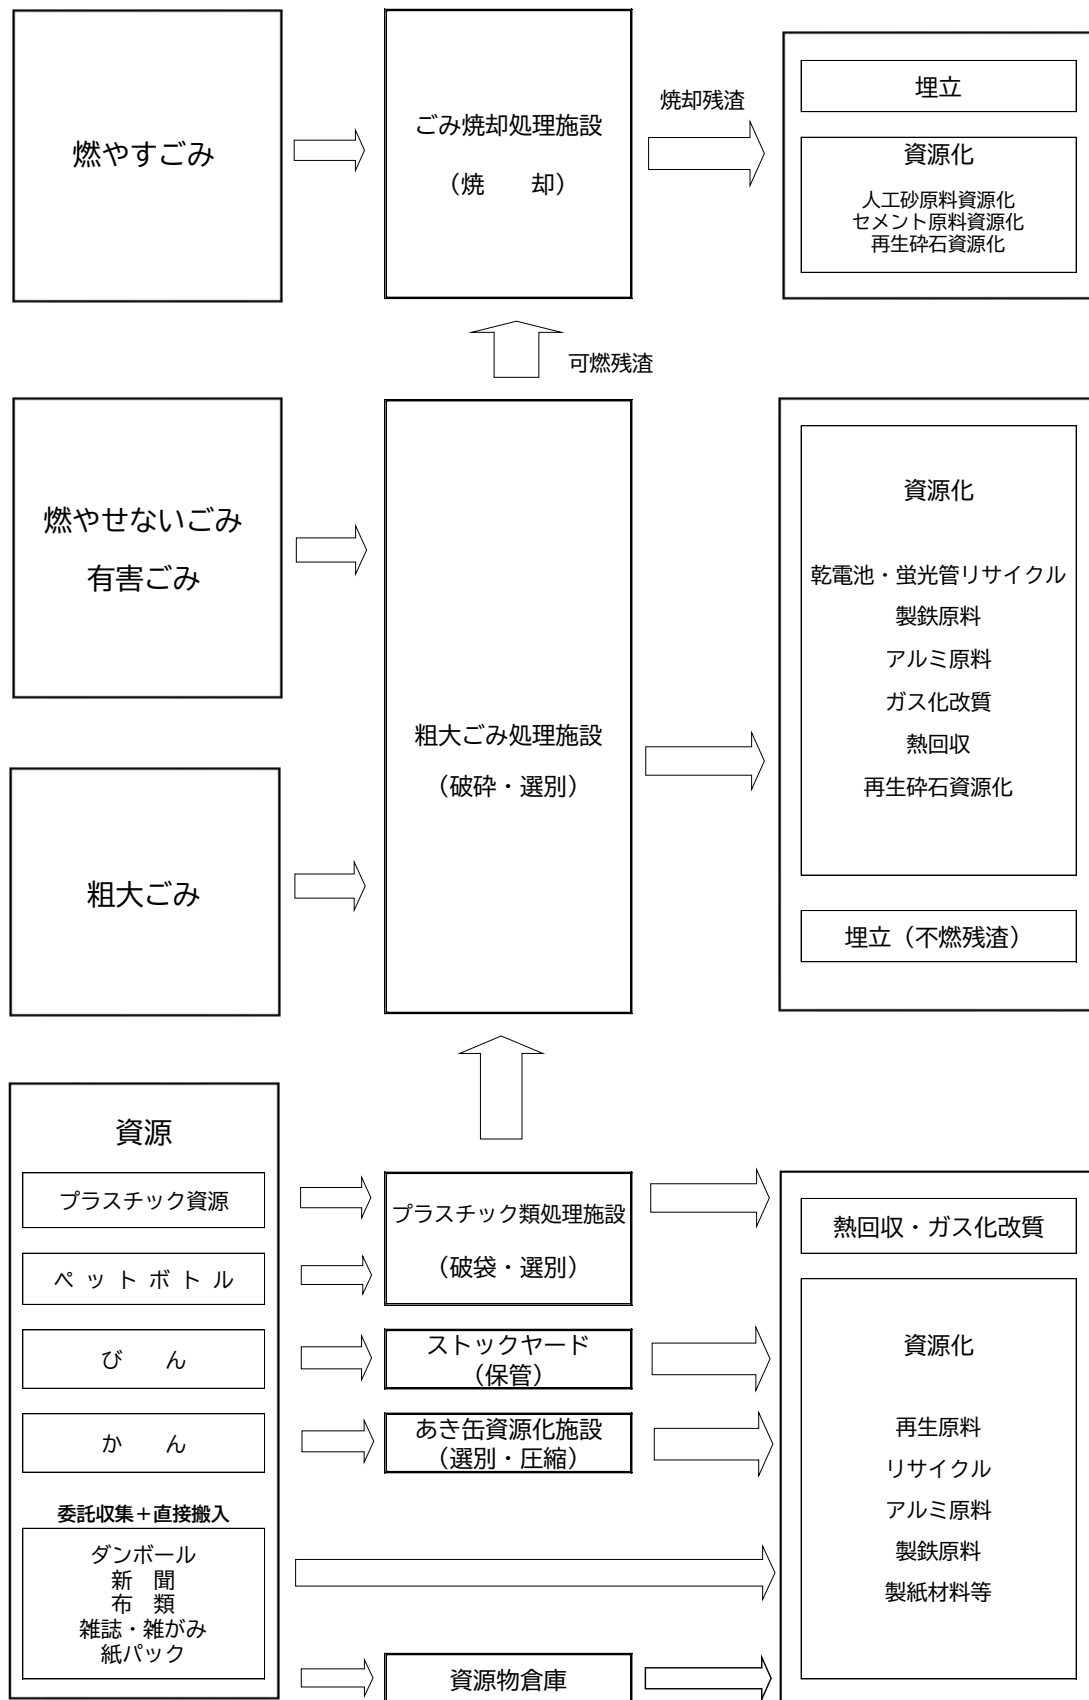 燃やすごみ
ごみ焼却処理施設
（焼　却）
焼却残渣
埋立
資源化
人工砂原料資源化
セメント原料資源化
再生砕石資源化
可燃残渣
燃やせないごみ
有害ごみ
粗大ごみ
粗大ごみ処理施設
（破砕・選別）
資源化
乾電池・蛍光管リサイクル
製鉄原料
アルミ原料
ガス化改質
熱回収
再生砕石資源化
埋立（不燃残渣）
資源
プラスチック資源
ペットボトル
びん
かん
委託収集＋直接搬入
ダンボール
新　聞
布　類
雑誌・雑がみ
紙パック
プラスチック類処理施設
（破袋・選別）
ストックヤード
（保管）
あき缶資源化施設
（選別・圧縮）
資源物倉庫
熱回収・ガス化改質
資源化
再生原料
リサイクル
アルミ原料
製鉄原料
製紙材料等